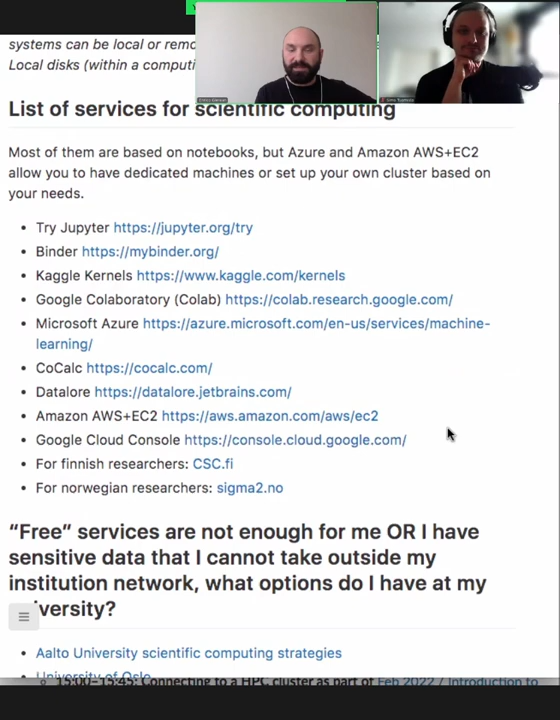 systems can be local or remo
Local disks (within a computi
List of services for scientific computing
Most of them are based on notebooks, but Azure and Amazon AWS+EC2
allow you to have dedicated machines or set up your own cluster based on
your needs.
• Try Jupyter https://jupyter.org/try
• Binder https://mybinder.org/
• Kaggle Kernels https://www.kaggle.com/kernels
• Google Colaboratory (Colab) https://colab.research.google.com/
• Microsoft Azure https://azure.microsoft.com/en-us/services/machine-
learning/
• CoCalc https://cocalc.com/
• Datalore https://datalore.jetbrains.com/
• Amazon AWS+EC2 https://aws.amazon.com/aws/ec2
• Google Cloud Console https://console.cloud.google.com/
• For finnish researchers: CSC.fi
• For norwegian researchers: sigma2.no
“Free” services are not enough for me OR I have
sensitive data that I cannot take outside my
institution network, what options do I have at my
iversity?
• Aalto University scientific computing strategies
• University of Oslo
15:00–15:45: Connecting to a HPC cluster as part of Feb 2022 / Introduction to